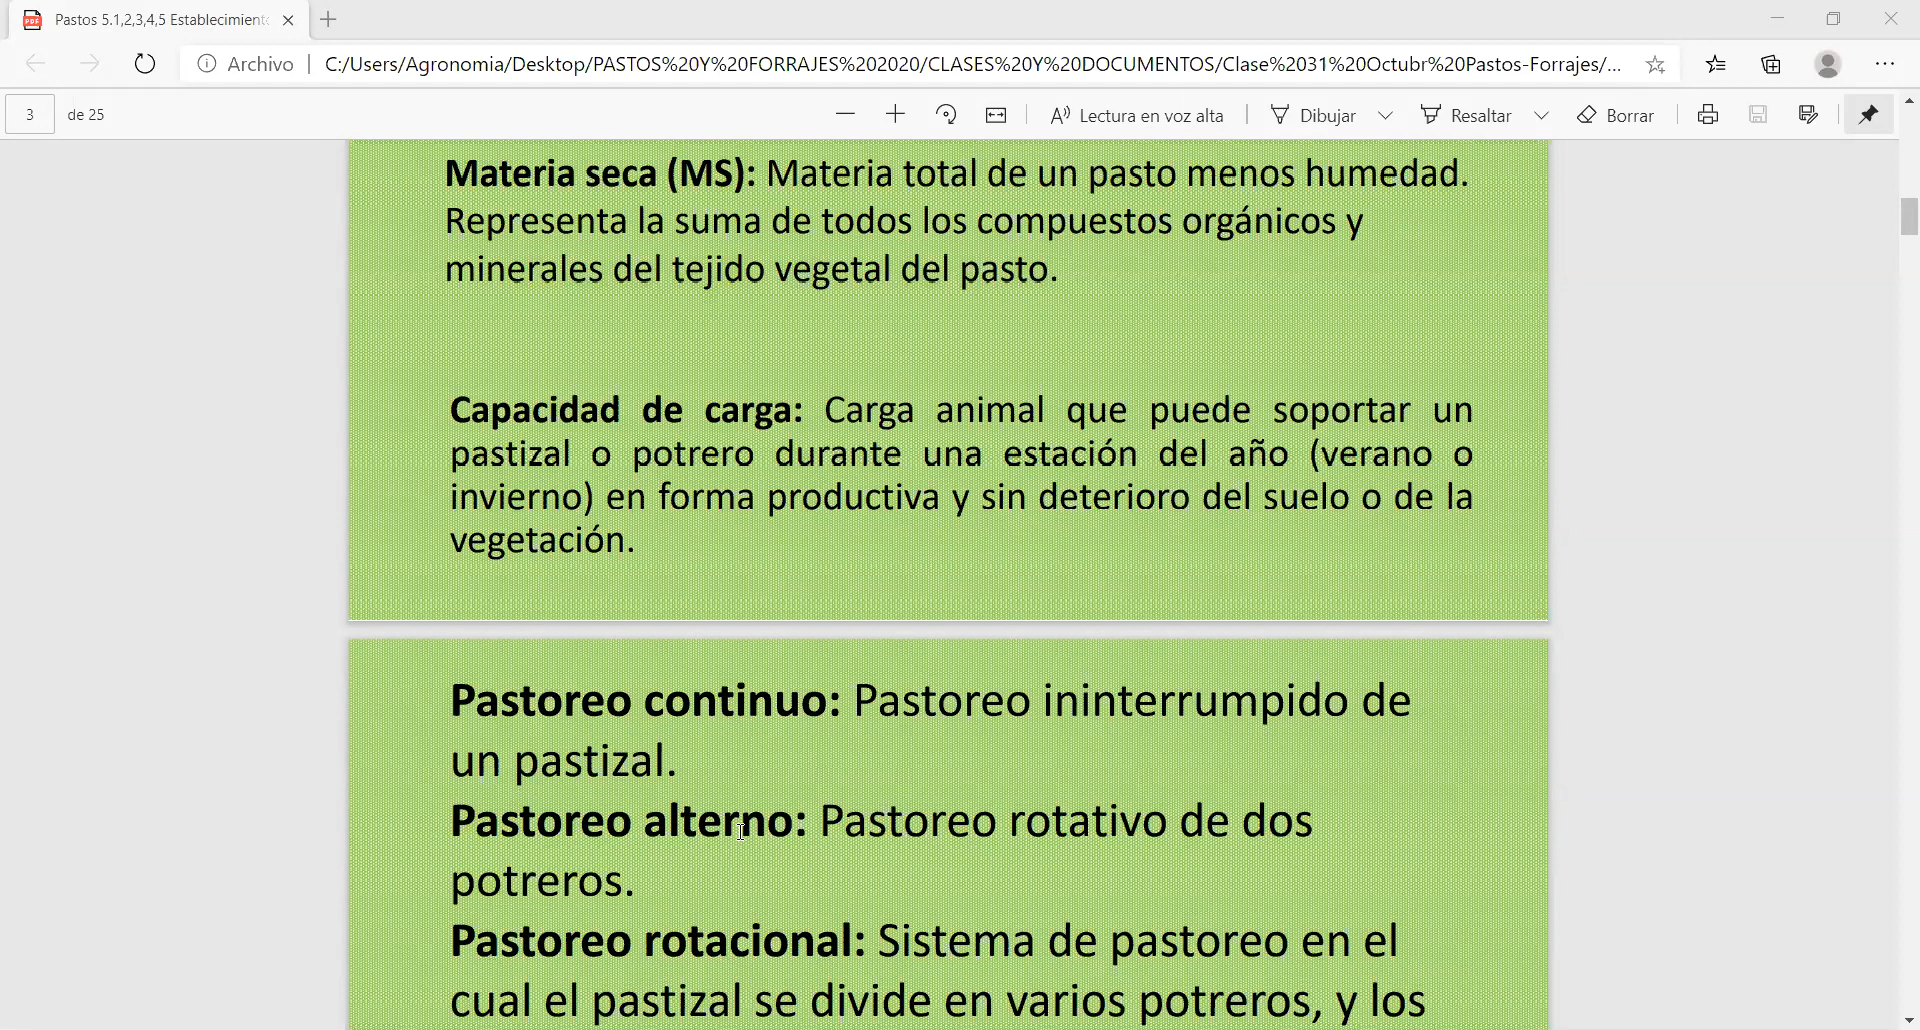 Pastos 5.1,2,3,4,5 Establecimient
Archivo C:/Users/Agronomia/Desktop/PASTOS%20Y%20FORRAJES%202020/CLASES%20Y%20DOCUMENTOS/Clase%2031%20Octubr%20Pastos-Forrajes/...
3 de 25 Lectura en voz alta Dibujar Resaltar Borrar
Materia seca (MS): Materia total de un pasto menos humedad.
Representa la suma de todos los compuestos orgánicos y
minerales del tejido vegetal del pasto.
Capacidad de carga: Carga animal que puede soportar un
pastizal o potrero durante una estación del año (verano o
invierno) en forma productiva y sin deterioro del suelo o de la
vegetación.
Pastoreo continuo: Pastoreo ininterrumpido de
un pastizal.
Pastoreo alterno: Pastoreo rotativo de dos
potreros.
Pastoreo rotacional: Sistema de pastoreo en el
cual el pastizal se divide en varios potreros, y los